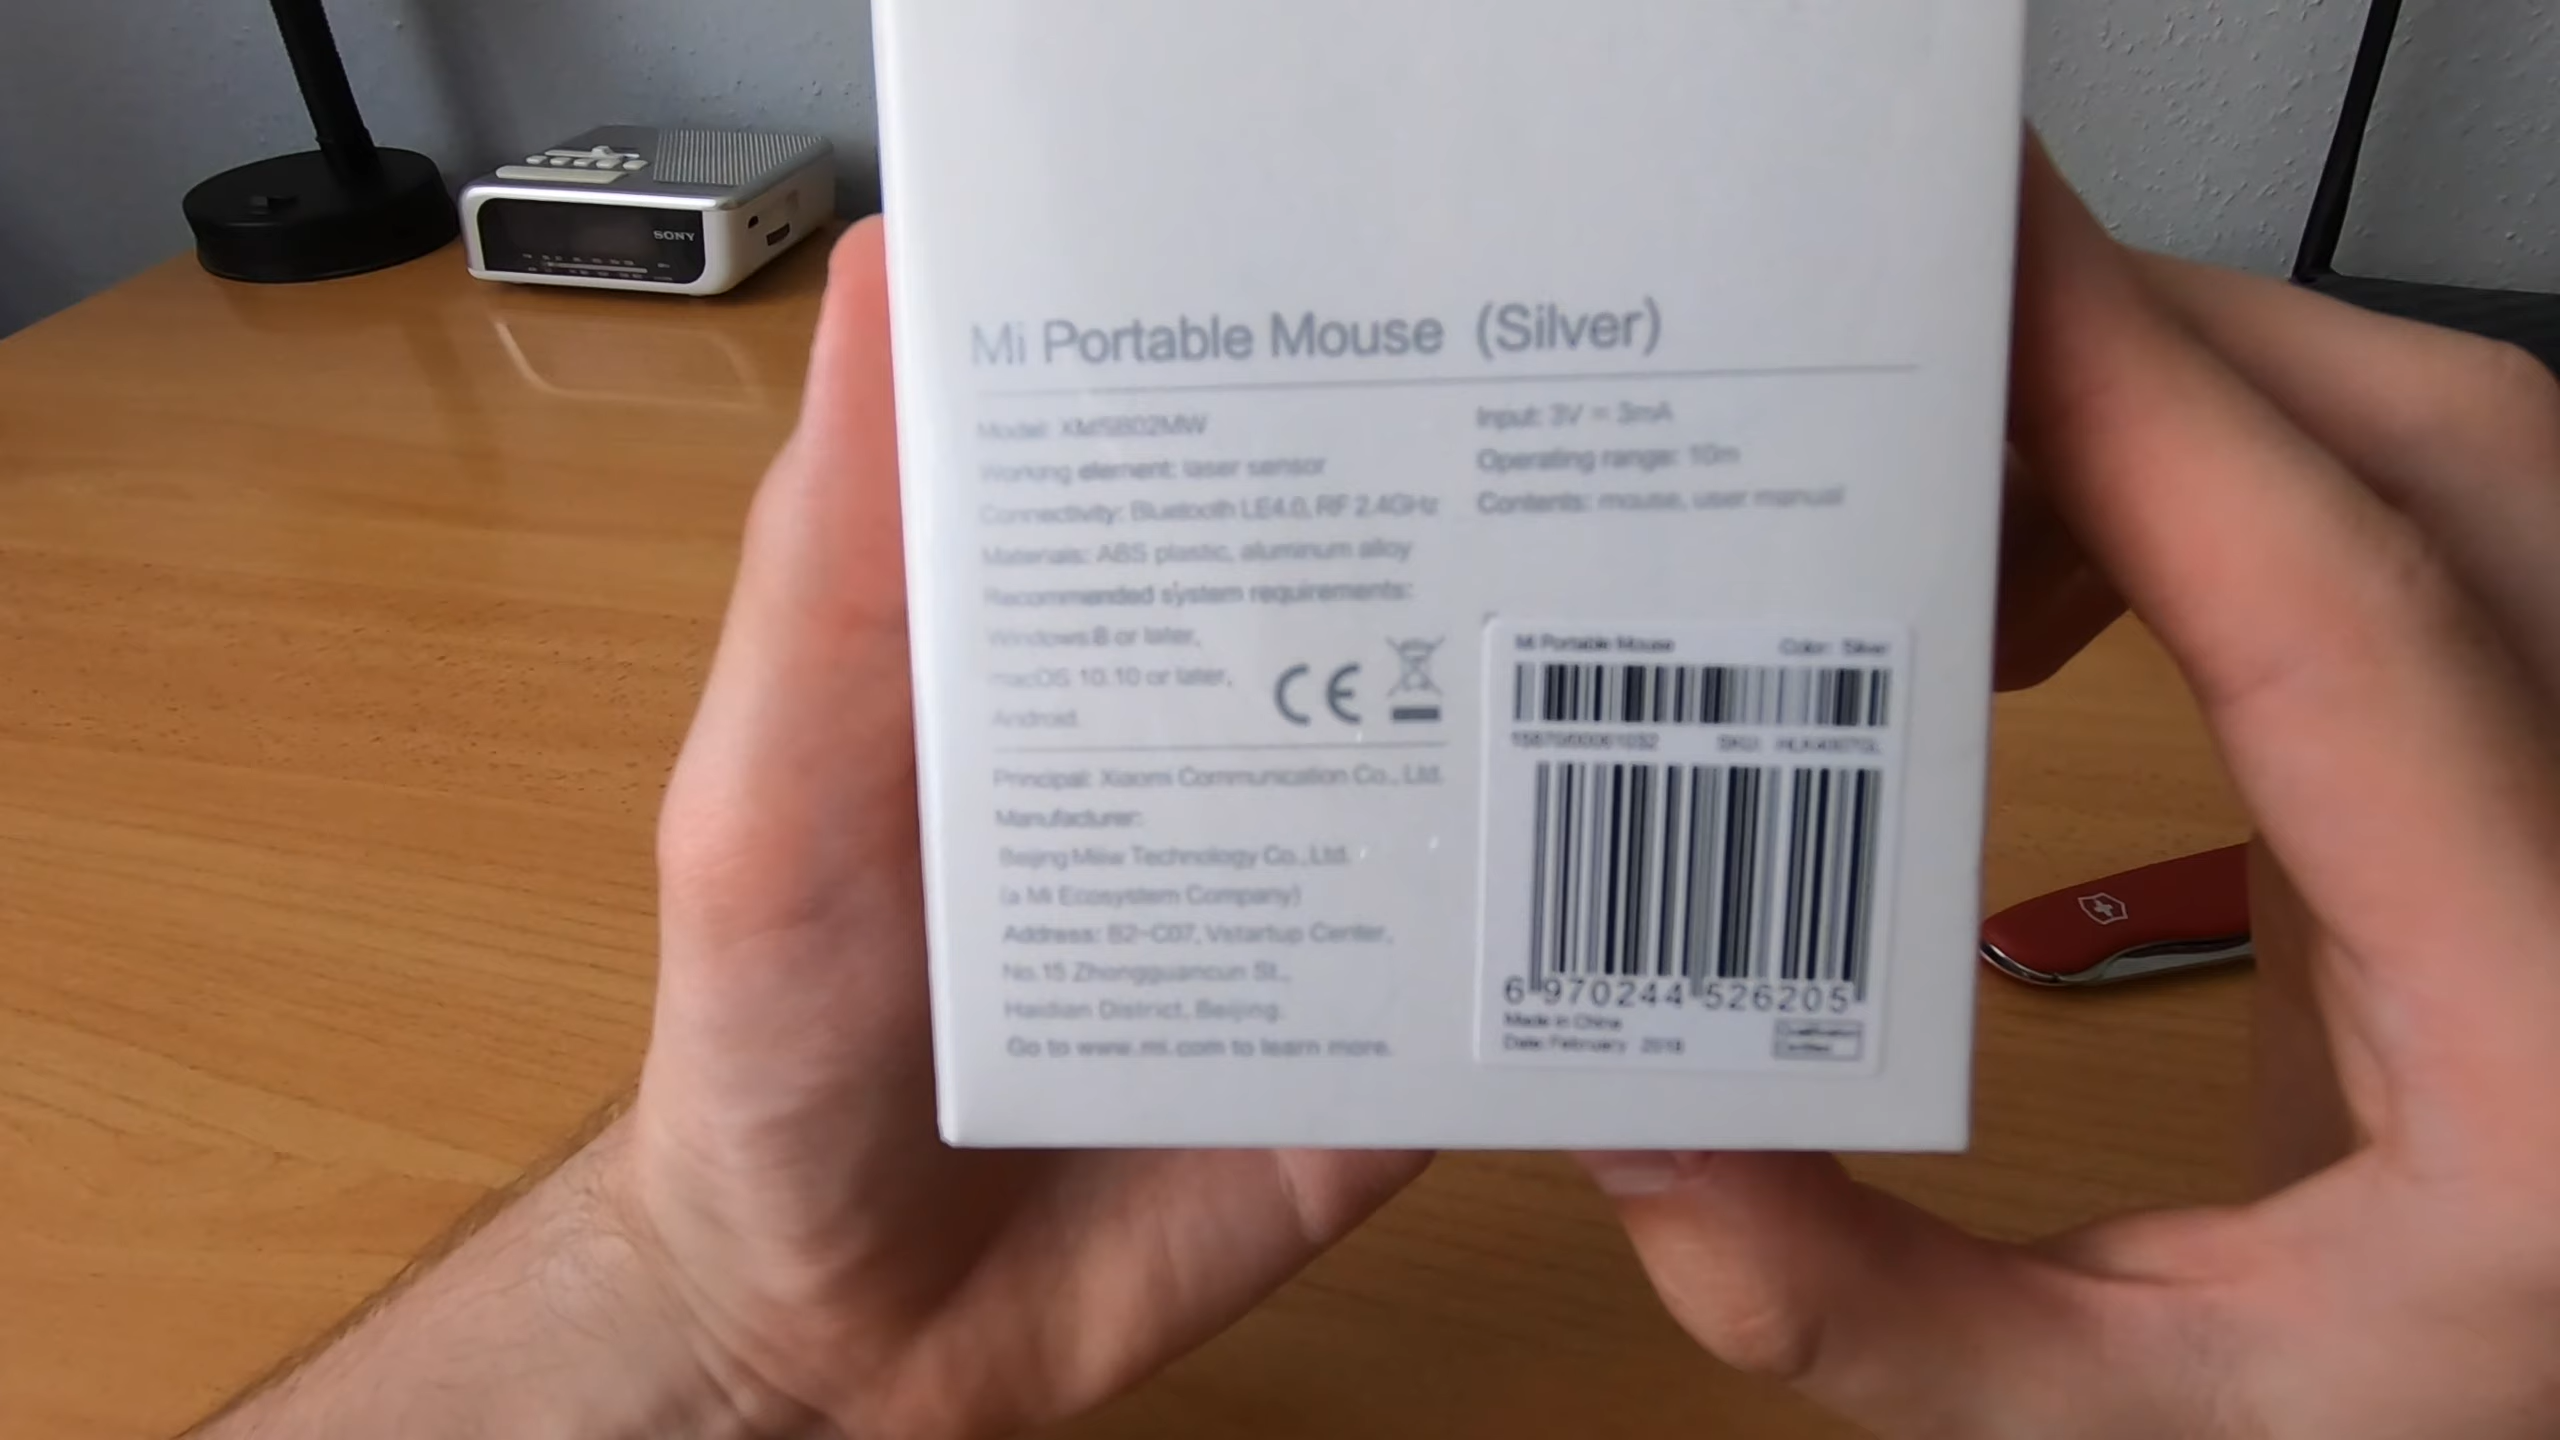 SONY
Mi Portable Mouse (Silver)
Model: XMSB02MW
Working element: laser sensor
Connectivity: Bluetooth LE4.0, RF 2.4GHz
Materials: ABS plastic, aluminum alloy
Recommended system requirements:
Windows 8 or later,
macOS 10.10 or later,
Android.
Input: 3V = 3mA
Operating range: 10m
Contents: mouse, user manual
CE
Principal: Xiaomi Communication Co., Ltd.
Manufacturer:
Beijing Miiiw Technology Co., Ltd.
(a Mi Ecosystem Company)
Address: B2-C07, Vstartup Center,
No.15 Zhongguancun St.,
Haidian District, Beijing.
Go to www.mi.com to learn more.
Mi Portable Mouse Color: Silver
SKU:
6 970244 526205
Made in China
Date: February 2018